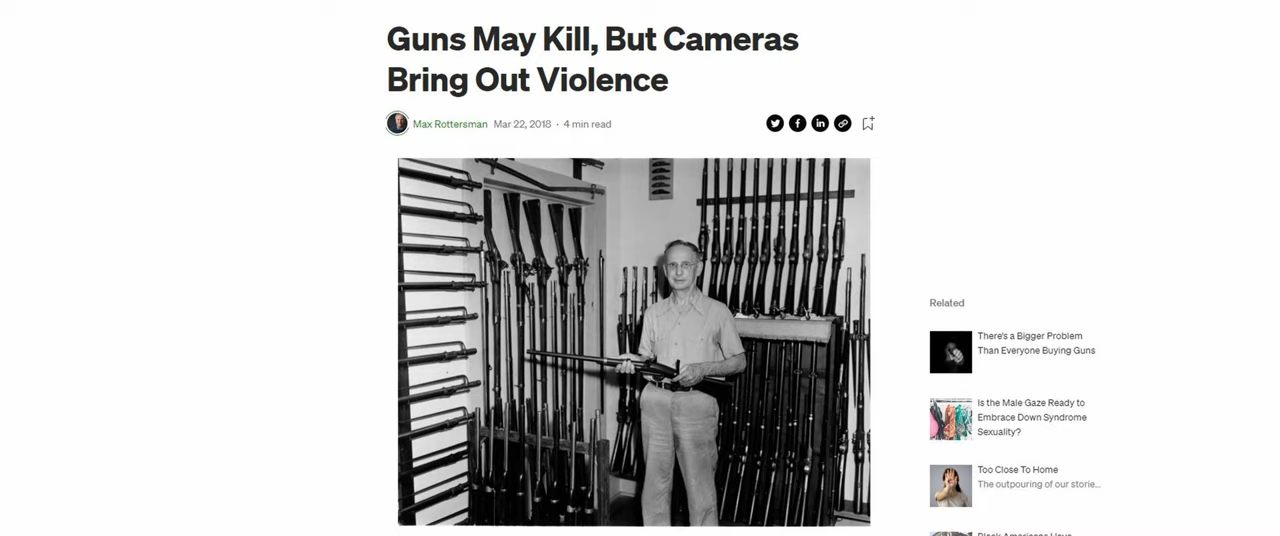 Guns May Kill, But Cameras
Bring Out Violence
Max Rottersman Mar 22, 2018 · 4 min read
Related
There's a Bigger Problem
Than Everyone Buying Guns
Is the Male Gaze Ready to
Embrace Down Syndrome
Sexuality?
Too Close To Home
The outpouring of our storie...